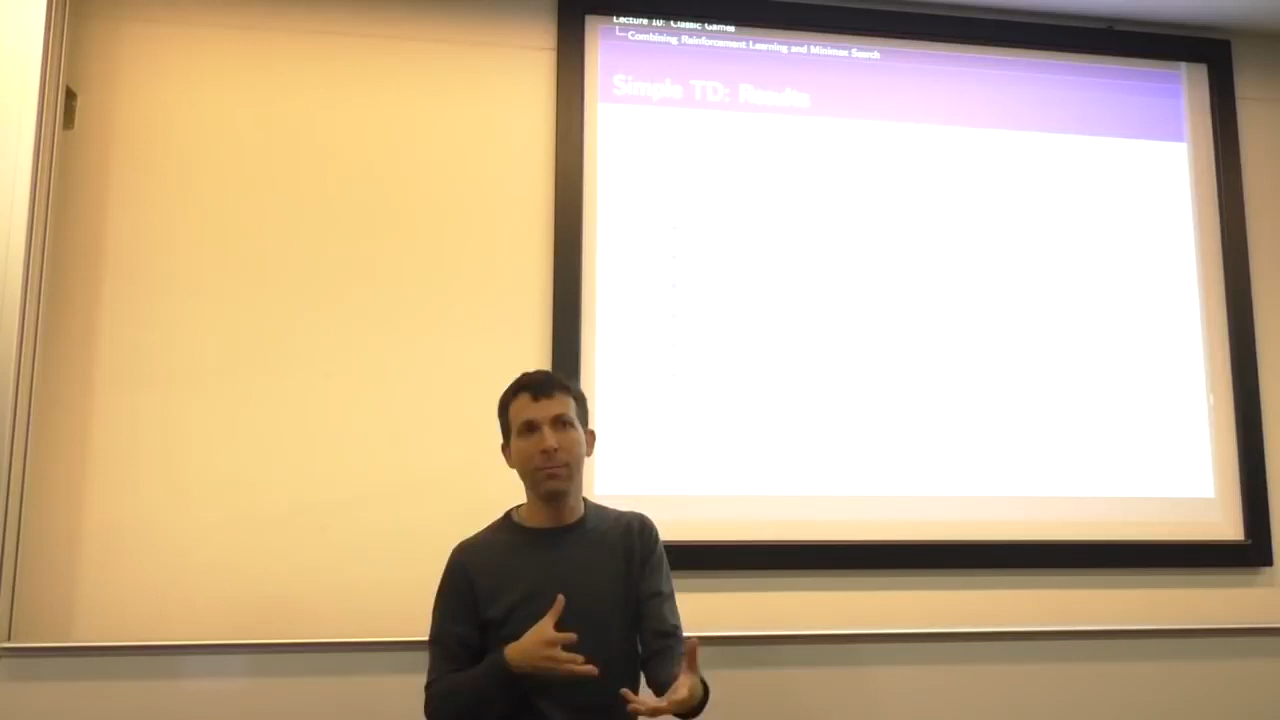 Lecture 10: Classic Games
Combining Reinforcement Learning and Minimax Search
Simple TD: Results